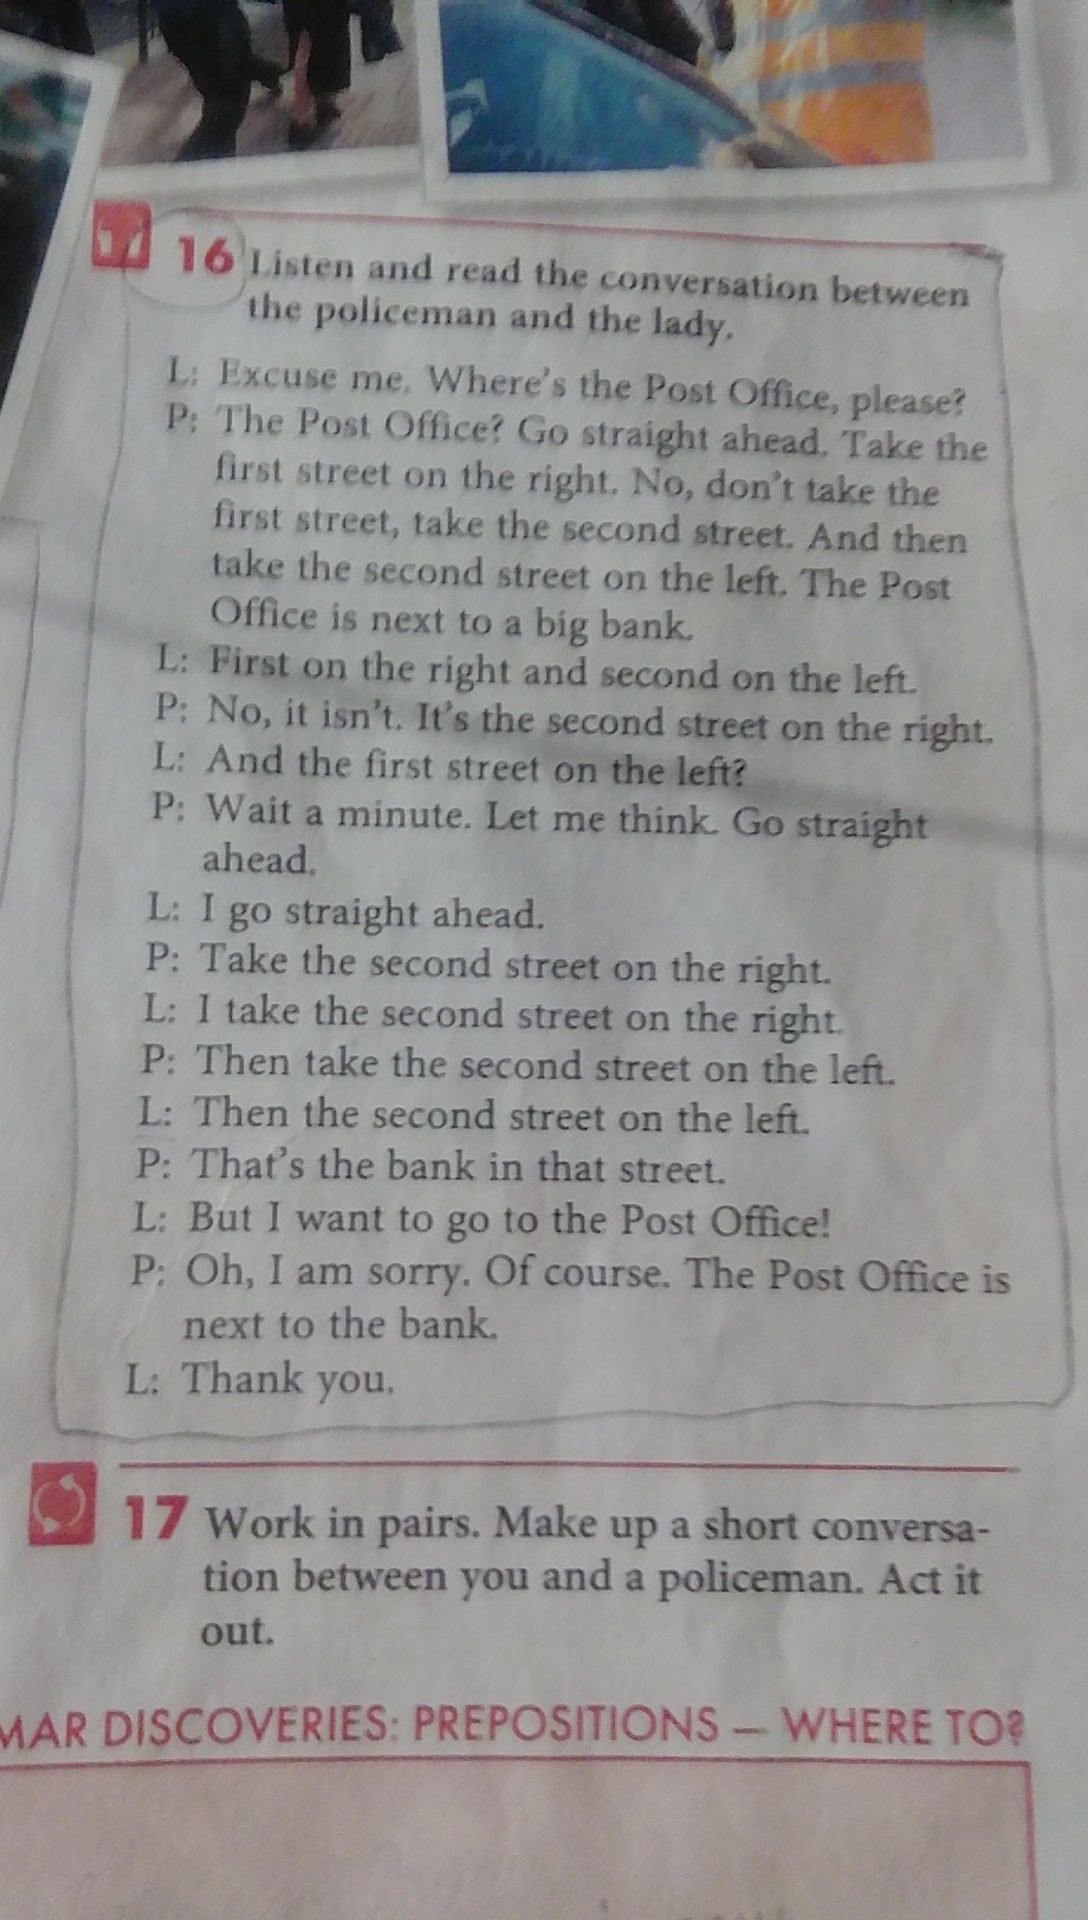 16 Listen and read the conversation between
the policeman and the lady.
L: Excuse me. Where's the Post Office, please?
P: The Post Office? Go straight ahead. Take the
first street on the right. No, don't take the
first street, take the second street. And then
take the second street on the left. The Post
Office is next to a big bank.
L: First on the right and second on the left.
P: No, it isn't. It's the second street on the right.
L: And the first street on the left?
P: Wait a minute. Let me think. Go straight
ahead.
L: I go straight ahead.
P: Take the second street on the right.
L: I take the second street on the right.
P: Then take the second street on the left.
L: Then the second street on the left.
P: That's the bank in that street.
L: But I want to go to the Post Office!
P: Oh, I am sorry. Of course. The Post Office is
next to the bank.
L: Thank you.
17 Work in pairs. Make up a short conversa-
tion between you and a policeman. Act it
out.
MAR DISCOVERIES: PREPOSITIONS – WHERE TO?